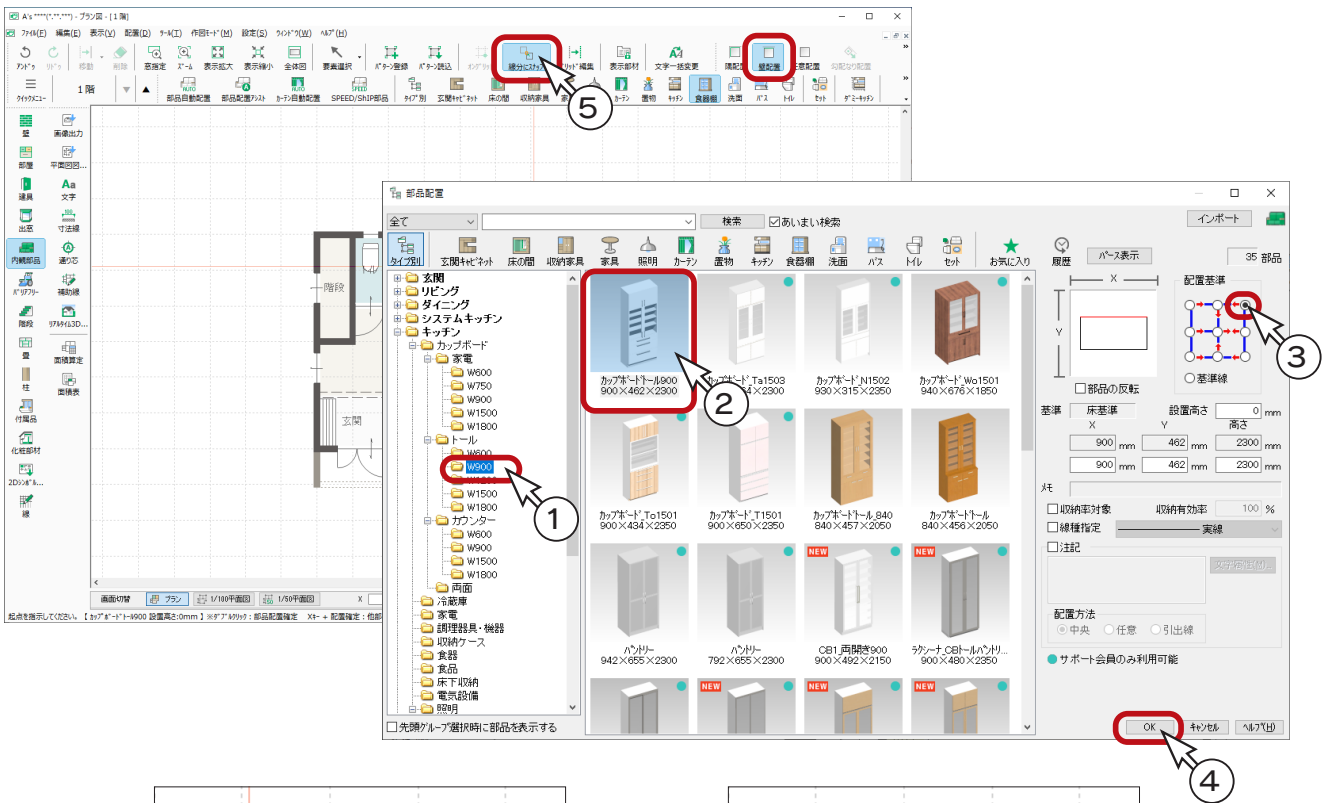 A's ****(*.**.***) - プラン図 - [1 階]
ファイル(F) 編集(E) 表示(V) 配置(D) ツール(T) 作図モード(M) 設定(S) ウィンドウ(W) ヘルプ(H)
アンドゥ リドゥ 移動 削除 窓指定 ズーム 表示拡大 表示縮小 全体図 要素選択 パターン登録 パターン読込 線分にスナップ グリッド編集 表示部材 文字一括変更 隅配置 壁配置 任意配置 勾配なり配置
クイックメニュー 1 階 部品自動配置 部品配置アシスト カーテン自動配置 SPEED/ShIP部品 タイプ別 玄関キャビネット 床の間 収納家具 カーテン 置物 キッチン 食器棚 洗面 バス トイレ セット ダミーキッチン
5
壁 画像出力
部屋 平面図図...
建具 文字
出窓 寸法線
内観部品 通り芯
バリアフリー 補助線
階段 リアルタイム3D...
畳 面積算定
柱 面積表
付属品
化粧部材
2Dシンボル...
線
階段
玄関
画面切替 プラン 1/100平面図 1/50平面図 X
起点を指示してください。【 カップボードトール900 設置高さ:0mm 】※ダブルクリック : 部品配置確定 Xキー + 配置確定 : 他部
部品配置
全て 検索 あいまい検索 インポート
タイプ別 玄関キャビネット 床の間 収納家具 家具 照明 カーテン 置物 キッチン 食器棚 洗面 バス トイレ セット お気に入り 履歴 パース表示 35 部品
玄関
リビング
ダイニング
システムキッチン
キッチン
カップボード
家電
W600
W750
W900
W1500
W1800
トール
W600
W900
W1200
W1500
W1800
カウンター
W600
W900
W1500
W1800
両面
冷蔵庫
家電
調理器具・機器
収納ケース
食器
食品
床下収納
電気設備
照明
1
先頭グループ選択時に部品を表示する
カップボードトール900
900×462×2300
2
カップボード_Ta1503
カップボード_N1502
930×315×2350
カップボード_Wo1501
940×676×1850
カップボード_To1501
900×434×2350
カップボード_T1501
900×650×2350
カップボードトール_840
840×457×2050
カップボードトール
840×456×2050
NEW
NEW
パントリー
942×655×2300
パントリー
792×655×2300
CB1_両開き900
900×492×2150
ラクシーナ_CBトールパントリ...
900×480×2350
NEW
NEW
NEW
X
Y
部品の反転
配置基準
3
基準線
基準 床基準 設置高さ 0 mm
X Y 高さ
900 mm 462 mm 2300 mm
900 mm 462 mm 2300 mm
メモ
収納率対象 収納有効率 100 %
線種指定 実線
注記
配置方法
中央 任意 引出線
サポート会員のみ利用可能
OK キャンセル ヘルプ(H)
4